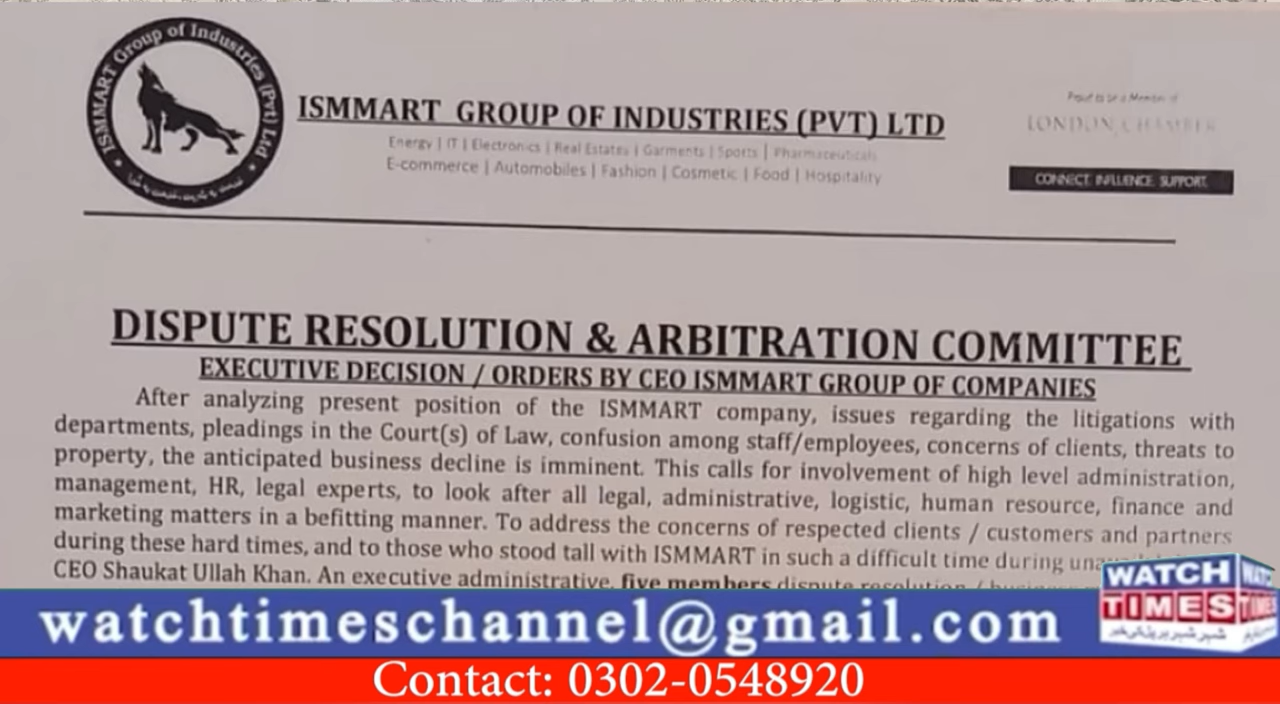 ISMMART Group of Industries (Pvt) Ltd
ISMMART GROUP OF INDUSTRIES (PVT) LTD
Energy | IT | Electronics | Real Estates | Garments | Sports | Pharmaceuticals
E-commerce | Automobiles | Fashion | Cosmetic | Food | Hospitality
Proud to be a Member of
LONDON CHAMBER
CONNECT. INFLUENCE. SUPPORT.
DISPUTE RESOLUTION & ARBITRATION COMMITTEE
EXECUTIVE DECISION / ORDERS BY CEO ISMMART GROUP OF COMPANIES
After analyzing present position of the ISMMART company, issues regarding the litigations with
departments, pleadings in the Court(s) of Law, confusion among staff/employees, concerns of clients, threats to
property, the anticipated business decline is imminent. This calls for involvement of high level administration,
management, HR, legal experts, to look after all legal, administrative, logistic, human resource, finance and
marketing matters in a befitting manner. To address the concerns of respected clients / customers and partners
during these hard times, and to those who stood tall with ISMMART in such a difficult time during
CEO Shaukat Ullah Khan. An executive administrative, five members dispute resolution /
WATCH
TIMES
watchtimeschannel@gmail.com
Contact: 0302-0548920